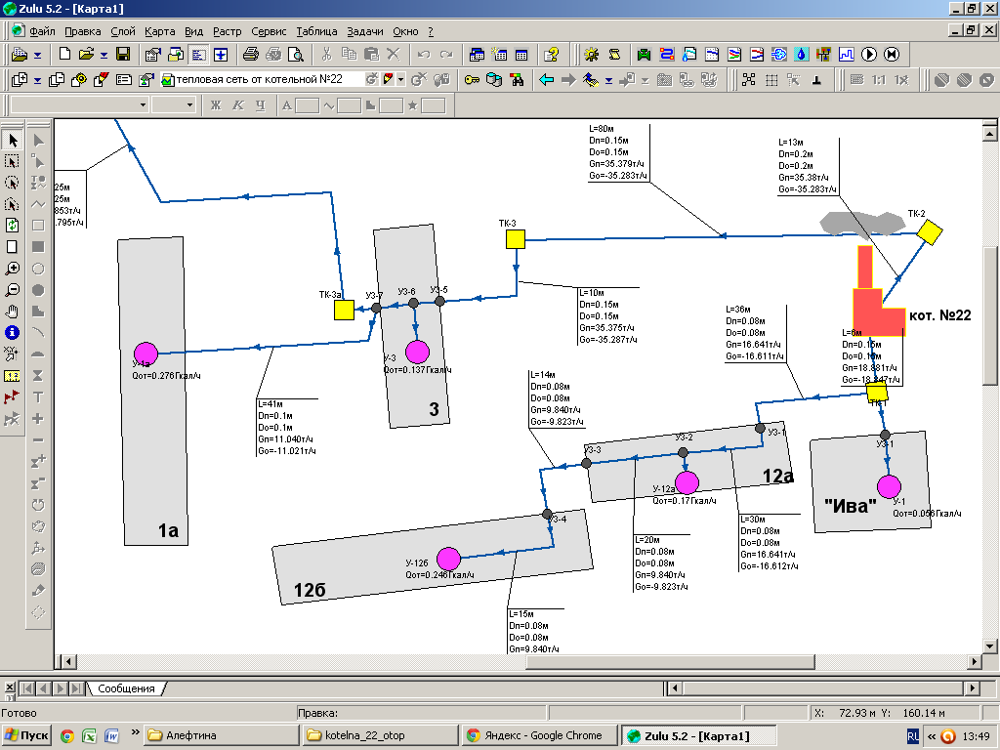 Zulu 5.2 - [Карта1]
Файл Правка Слой Карта Вид Растр Сервис Таблица Задачи Окно ?
тепловая сеть от котельной №22
1:1
Ж К Ч А
25м
25м
853т/ч
.795т/ч
L=80м
Dп=0.15м
Dо=0.15м
Gп=35.379т/ч
Gо=-35.283т/ч
L=13м
Dп=0.2м
Dо=0.2м
Gп=35.38т/ч
Gо=-35.283т/ч
ТК-2
ТК-3
ТК-3а
УЗ-7
УЗ-6
УЗ-5
L=10м
Dп=0.15м
Dо=0.15м
Gп=35.375т/ч
Gо=-35.287т/ч
кот. №22
L=36м
Dп=0.08м
Dо=0.08м
Gп=16.641т/ч
Gо=-16.611т/ч
L=6м
Dп=0.15м
Dо=0.15м
Gп=18.881т/ч
Gо=-18.847т/ч
ТК-1
У-1а
Qот=0.276Гкал/ч
У-3
Qот=0.137Гкал/ч
3
L=41м
Dп=0.1м
Dо=0.1м
Gп=11.040т/ч
Gо=-11.021т/ч
L=14м
Dп=0.08м
Dо=0.08м
Gп=9.840т/ч
Gо=-9.823т/ч
УЗ-3
УЗ-2
УЗ-1
УЗ-1
12а
У-12а
Qот=0.17Гкал/ч
"Ива"
У-1
Qот=0.056Гкал/ч
1а
УЗ-4
L=30м
Dп=0.08м
Dо=0.08м
Gп=16.641т/ч
Gо=-16.612т/ч
L=20м
Dп=0.08м
Dо=0.08м
Gп=9.840т/ч
Gо=-9.823т/ч
У-12б
Qот=0.246Гкал/ч
12б
L=15м
Dп=0.08м
Dо=0.08м
Gп=9.840т/ч
Сообщения
Готово Правка: X: 72.93 м Y: 160.14 м
Пуск Алефтина kotelna_22_otop Яндекс - Google Chrome Zulu 5.2 - [Карта1] RU 13:49